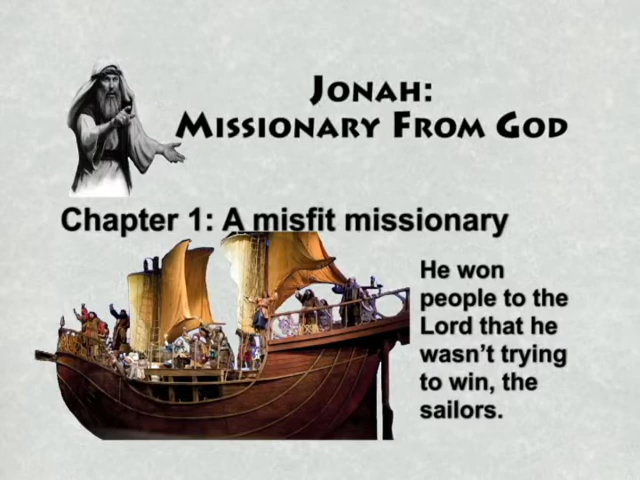 Jonah:
Missionary From God
Chapter 1: A misfit missionary
He won
people to the
Lord that he
wasn't trying
to win, the
sailors.